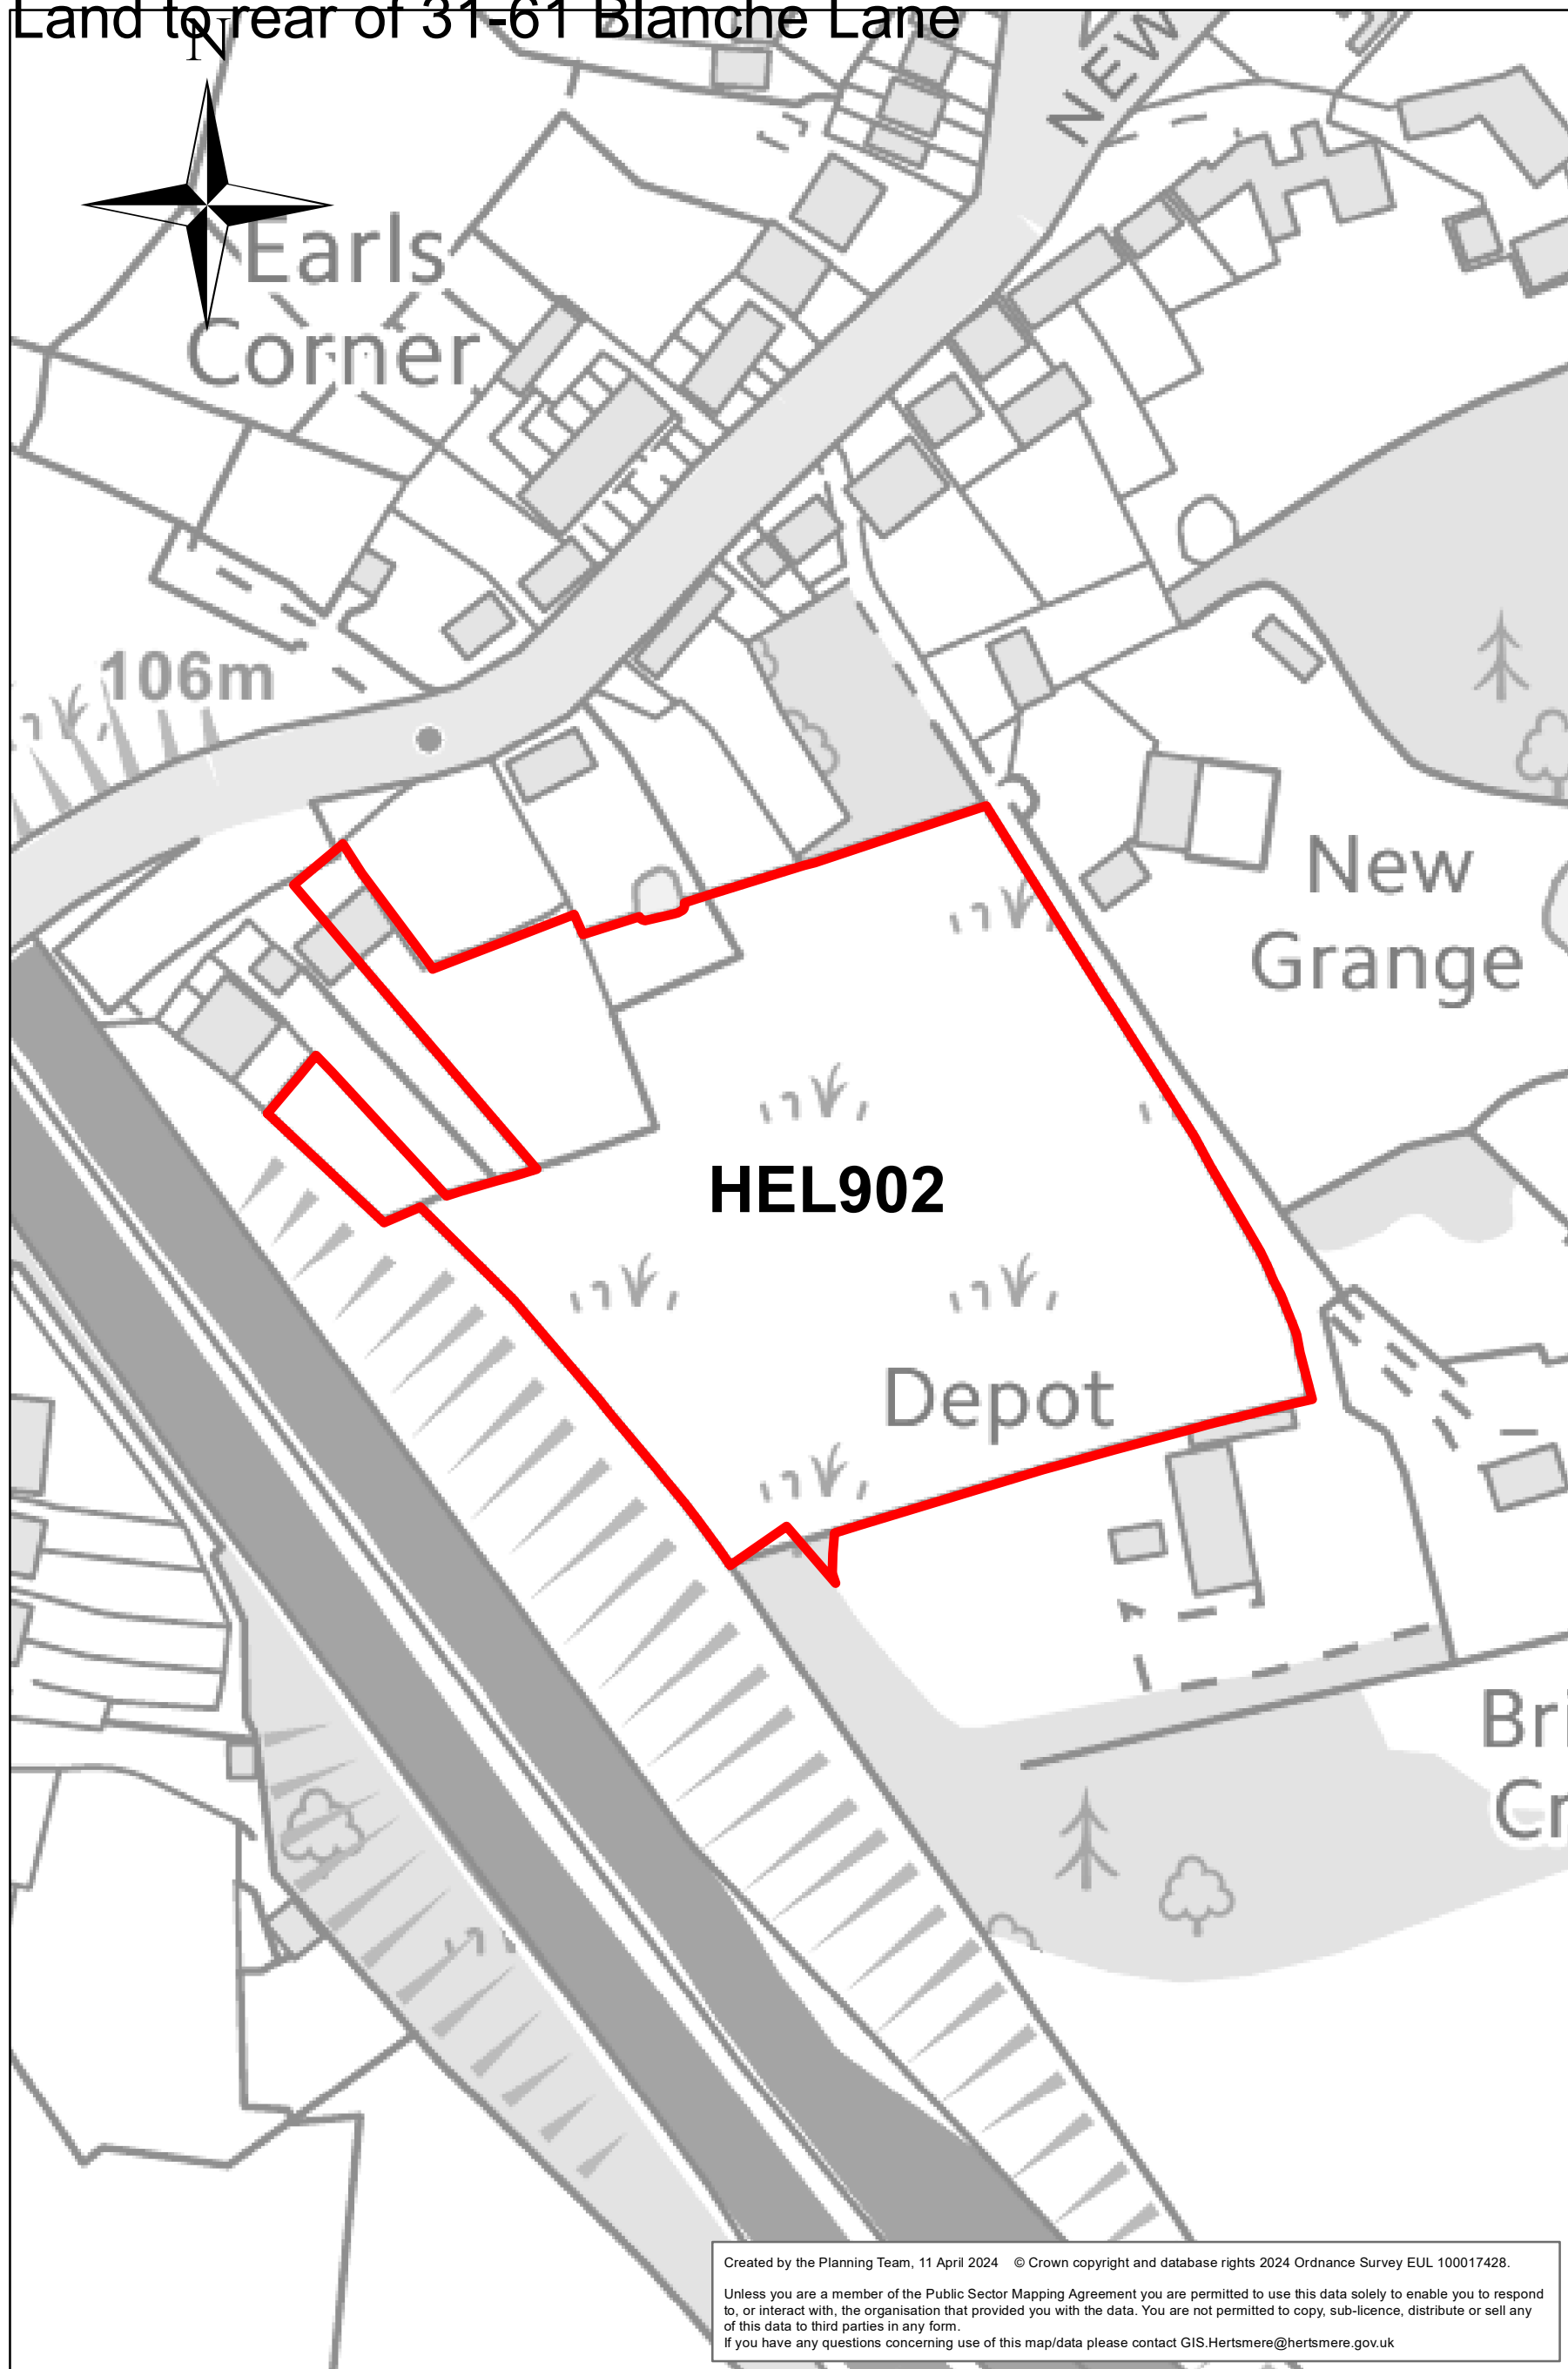 Land to rear of 31-61 Blanche Lane
N
NEW
Earls
Corner
106m
New
Grange
HEL902
Depot
Bri
Cr
Created by the Planning Team, 11 April 2024 © Crown copyright and database rights 2024 Ordnance Survey EUL 100017428.
Unless you are a member of the Public Sector Mapping Agreement you are permitted to use this data solely to enable you to respond
to, or interact with, the organisation that provided you with the data. You are not permitted to copy, sub-licence, distribute or sell any
of this data to third parties in any form.
If you have any questions concerning use of this map/data please contact GIS.Hertsmere@hertsmere.gov.uk